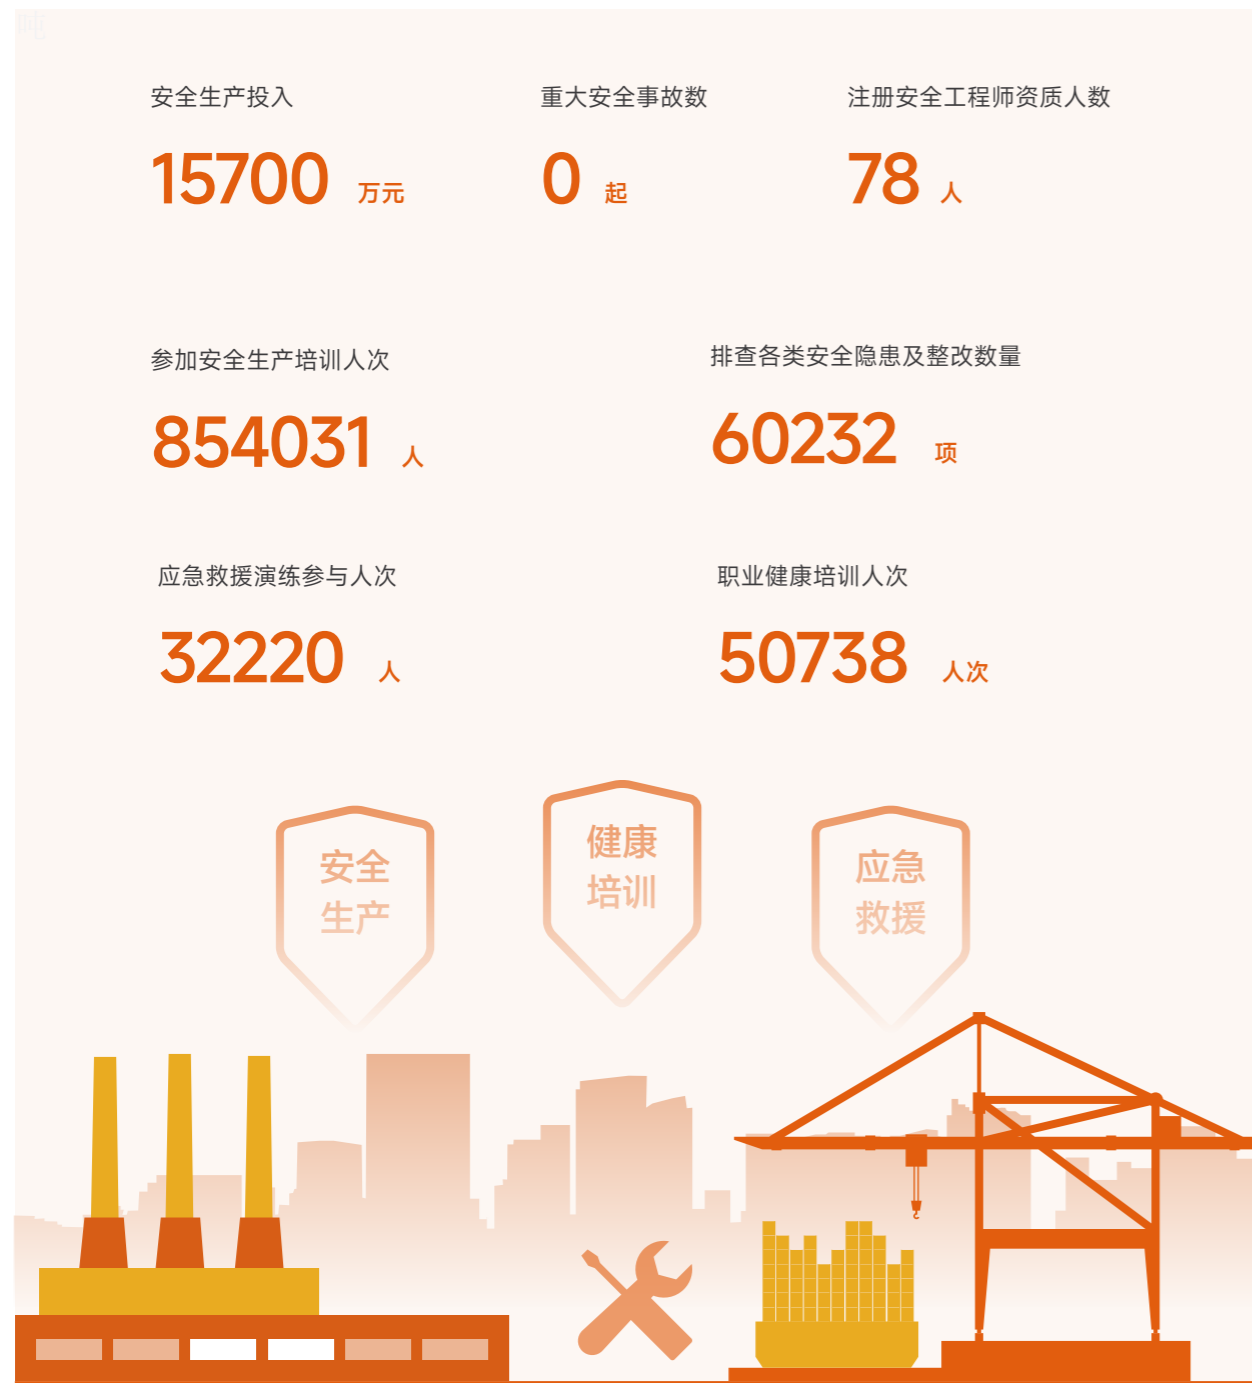 安全生产投入
15700 万元
重大安全事故数
0 起
注册安全工程师资质人数
78 人
参加安全生产培训人次
854031 人
排查各类安全隐患及整改数量
60232 项
应急救援演练参与人次
32220 人
职业健康培训人次
50738 人次
安全
生产
健康
培训
应急
救援